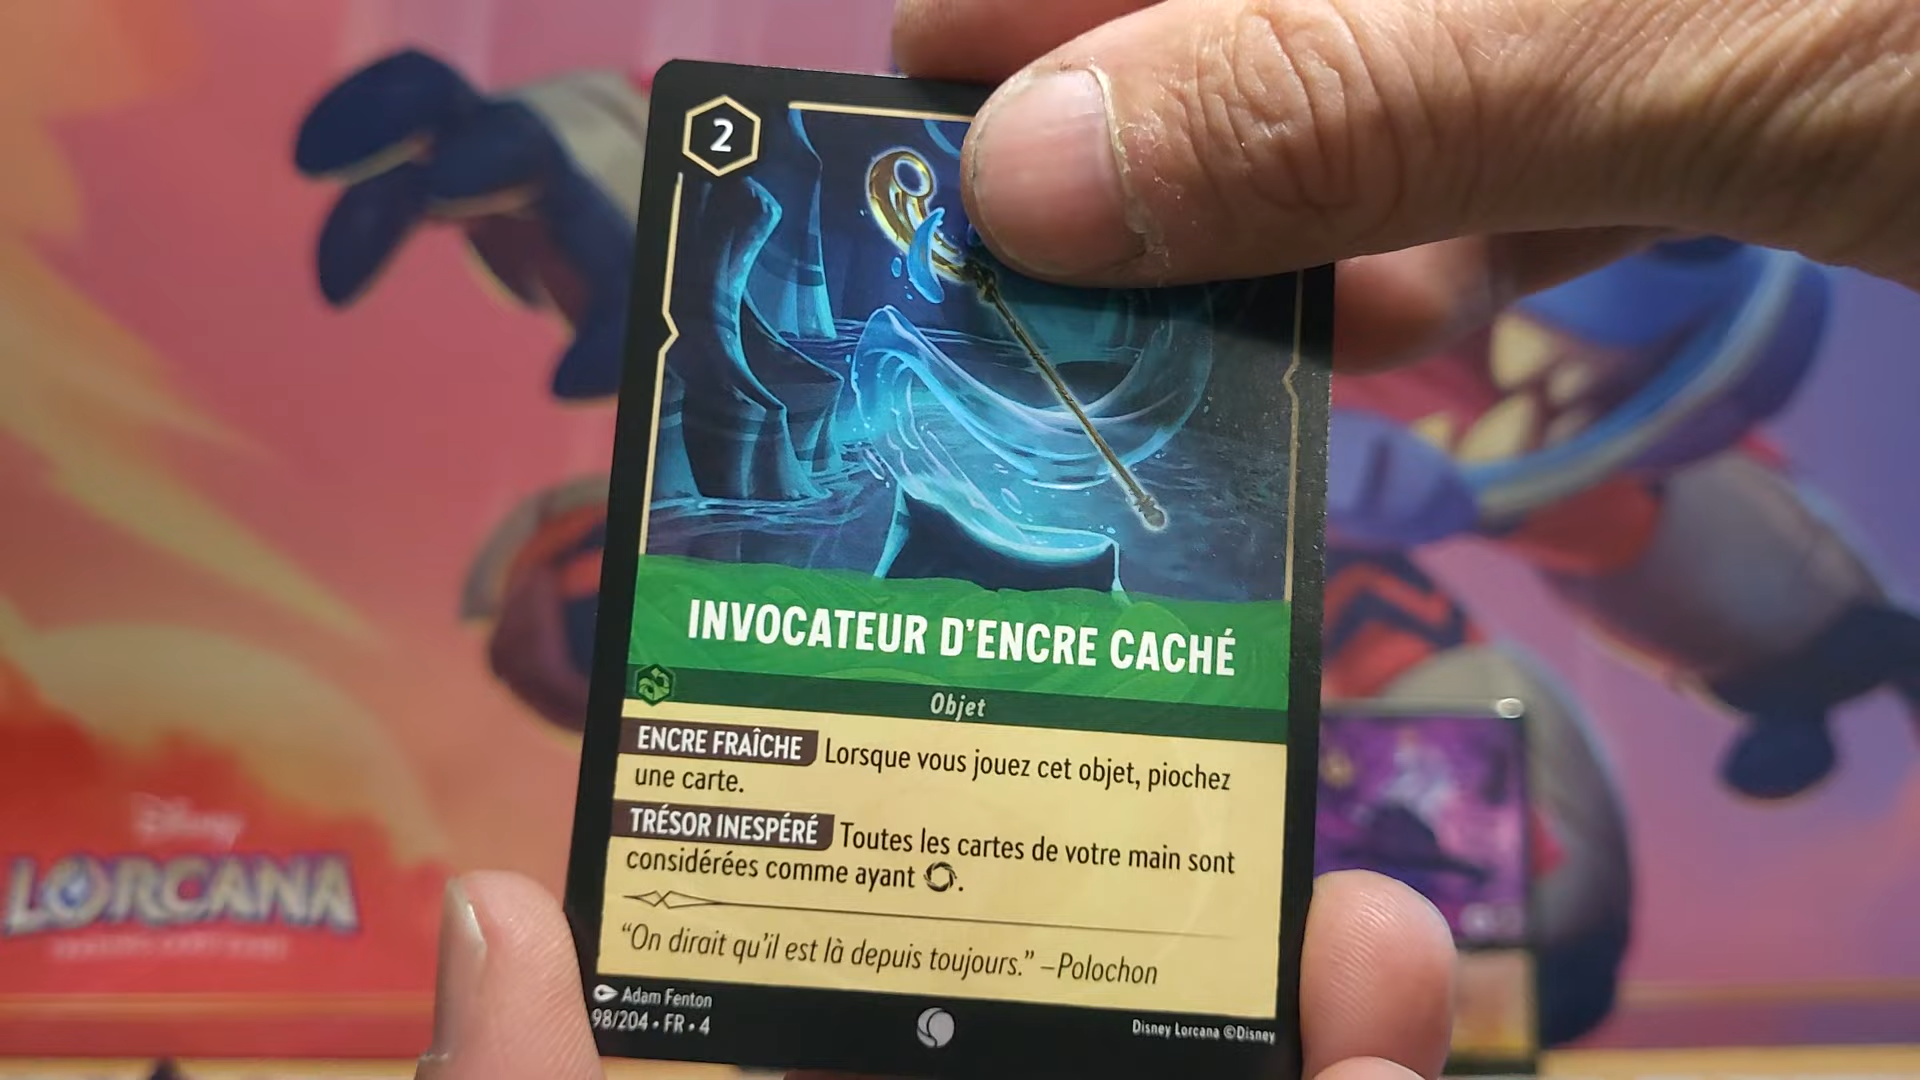 2
INVOCATEUR D'ENCRE CACHÉ
Objet
ENCRE FRAÎCHE Lorsque vous jouez cet objet, piochez
une carte.
TRÉSOR INESPÉRÉ Toutes les cartes de votre main sont
considérées comme ayant .
“On dirait qu'il est là depuis toujours.” –Polochon
Adam Fenton
98/204 • FR • 4
Disney Lorcana ©Disney
Disney
LORCANA